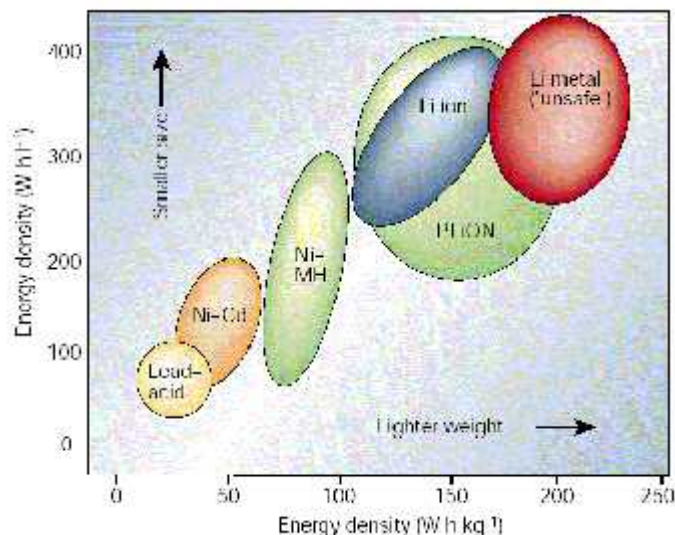 400
300
200
100
0
Energy density (W h l⁻¹)
Smaller size
Li ion
Li metal
('unsafe')
PLiON
Ni–
MH
Ni–Cd
Lead–
acid
Lighter weight
0 50 100 150 200 250
Energy density (W h kg⁻¹)